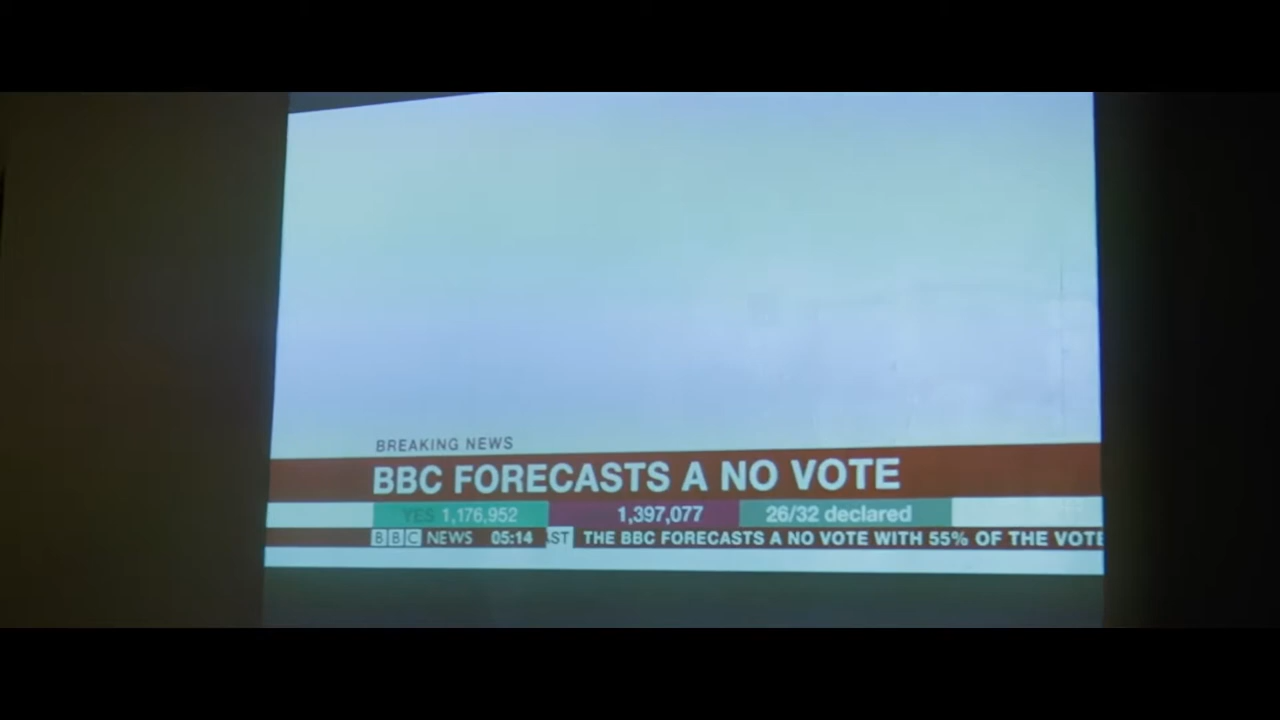 BREAKING NEWS
BBC FORECASTS A NO VOTE
YES 1,176,952 1,397,077 26/32 declared
BBC NEWS 05:14 AST THE BBC FORECASTS A NO VOTE WITH 55% OF THE VOTE